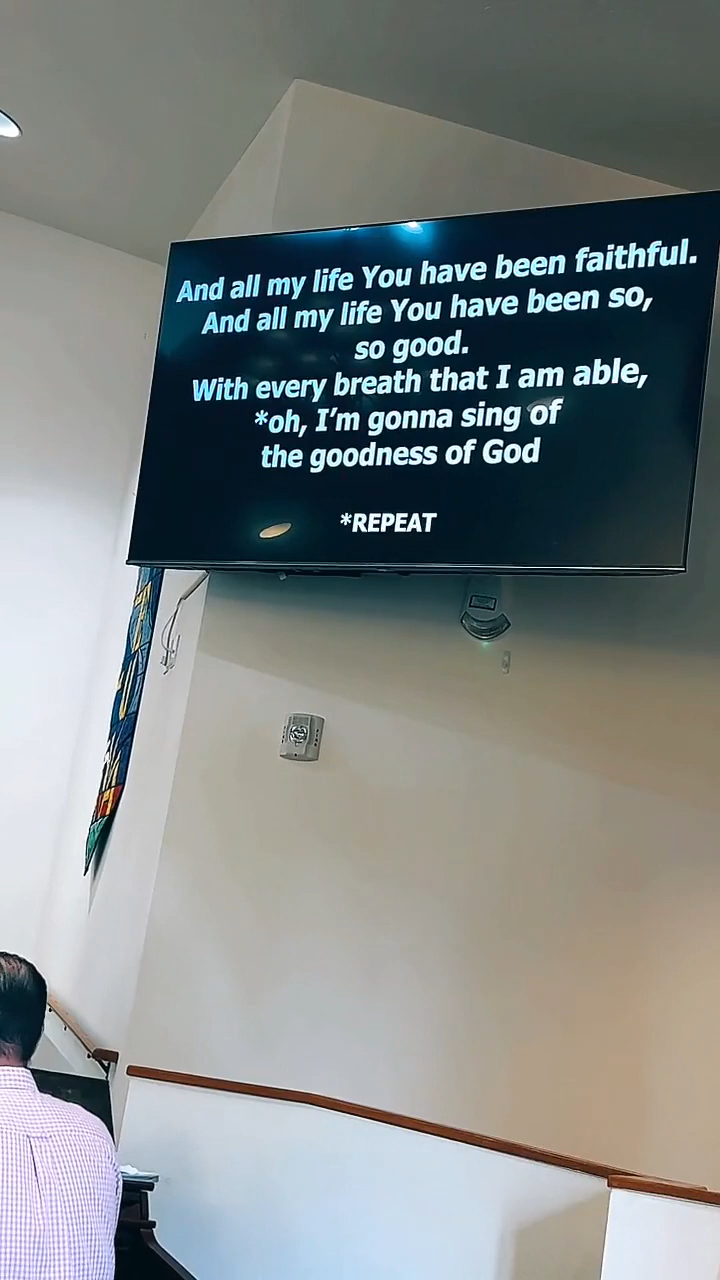 And all my life You have been faithful.
And all my life You have been so,
so good.
With every breath that I am able,
*oh, I'm gonna sing of
the goodness of God
*REPEAT